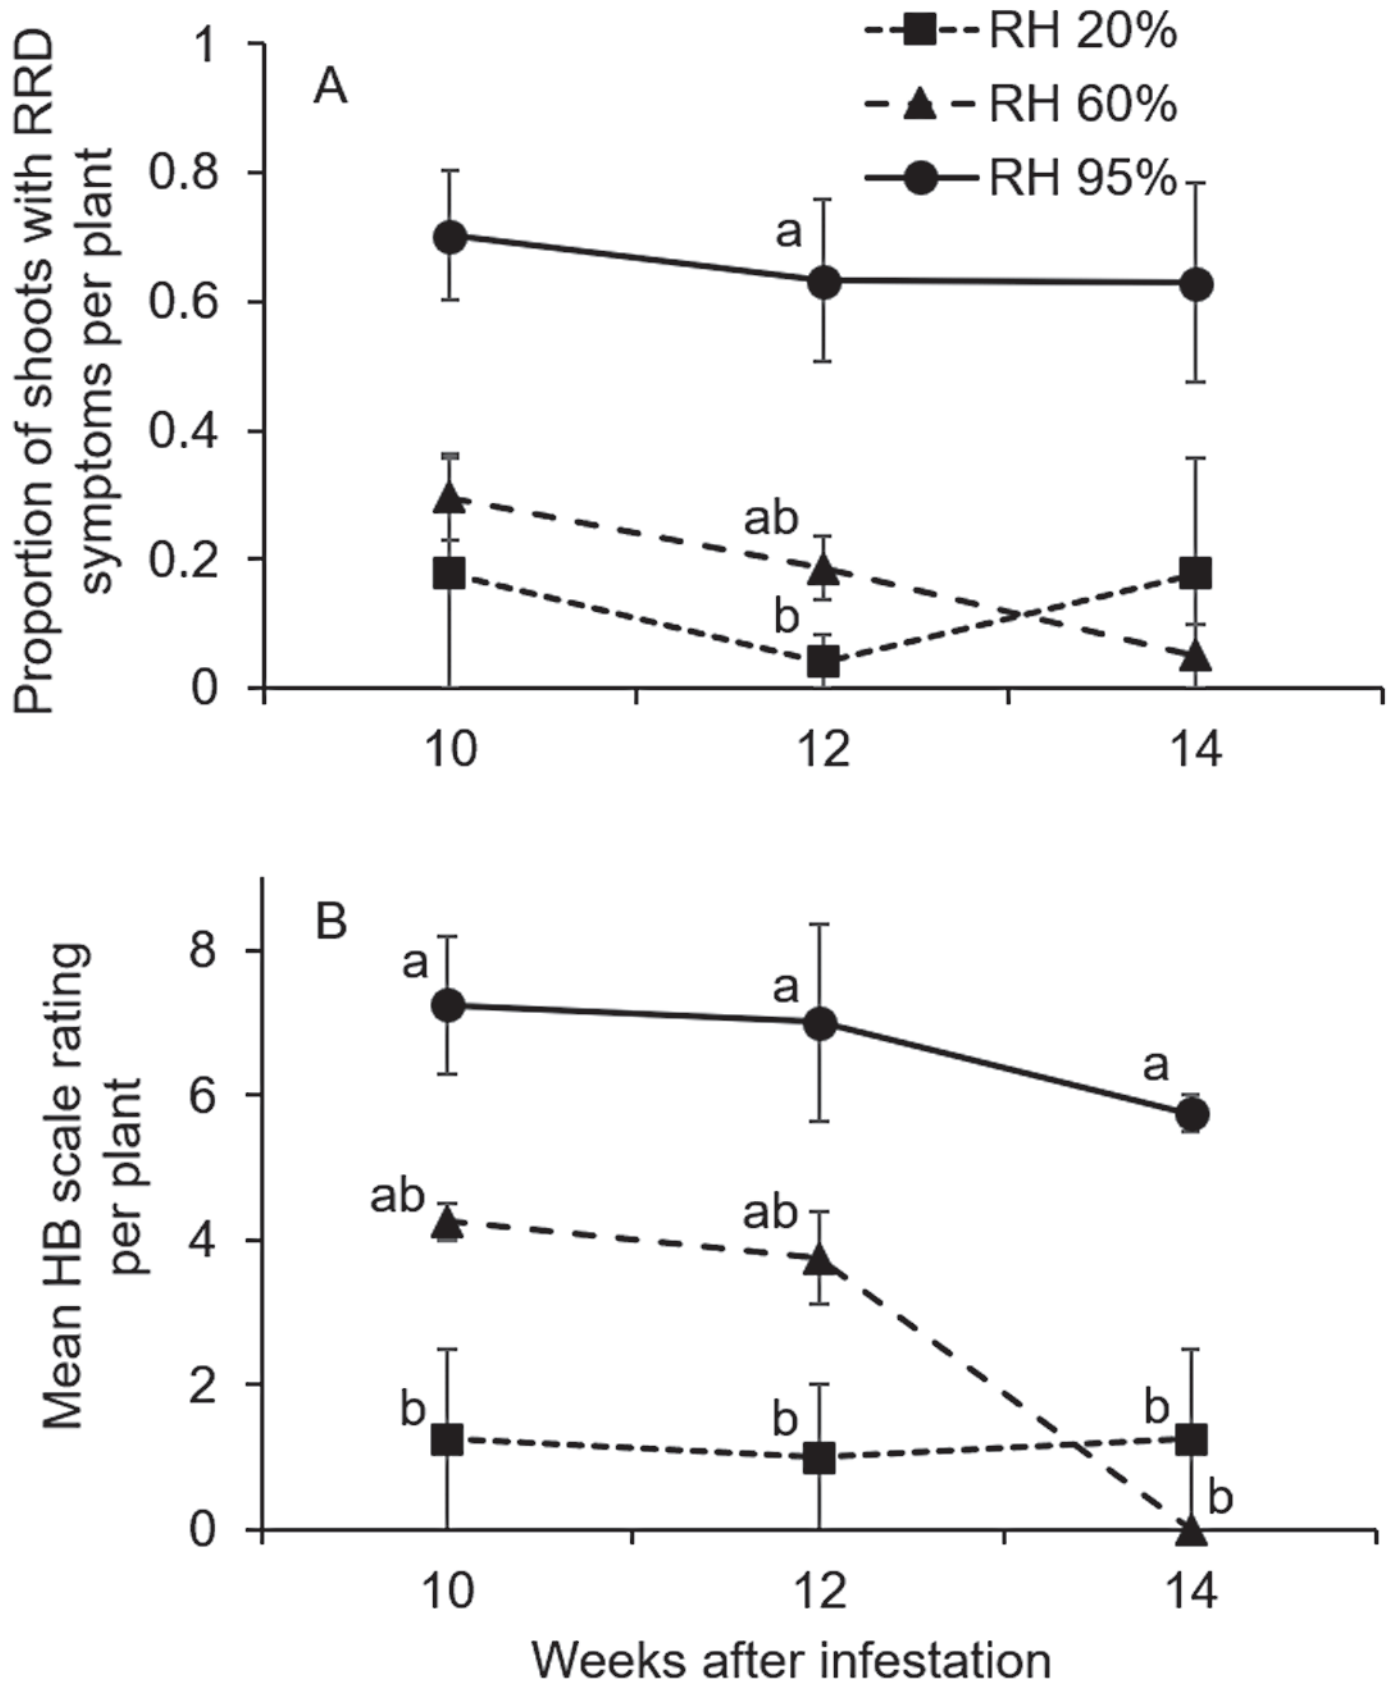 RH 20%
RH 60%
RH 95%
A
Proportion of shoots with RRD
symptoms per plant
1
0.8
0.6
0.4
0.2
0
a
ab
b
10 12 14
B
Mean HB scale rating
per plant
8
6
4
2
0
a
a
a
ab
ab
b
b
b
b
10 12 14
Weeks after infestation